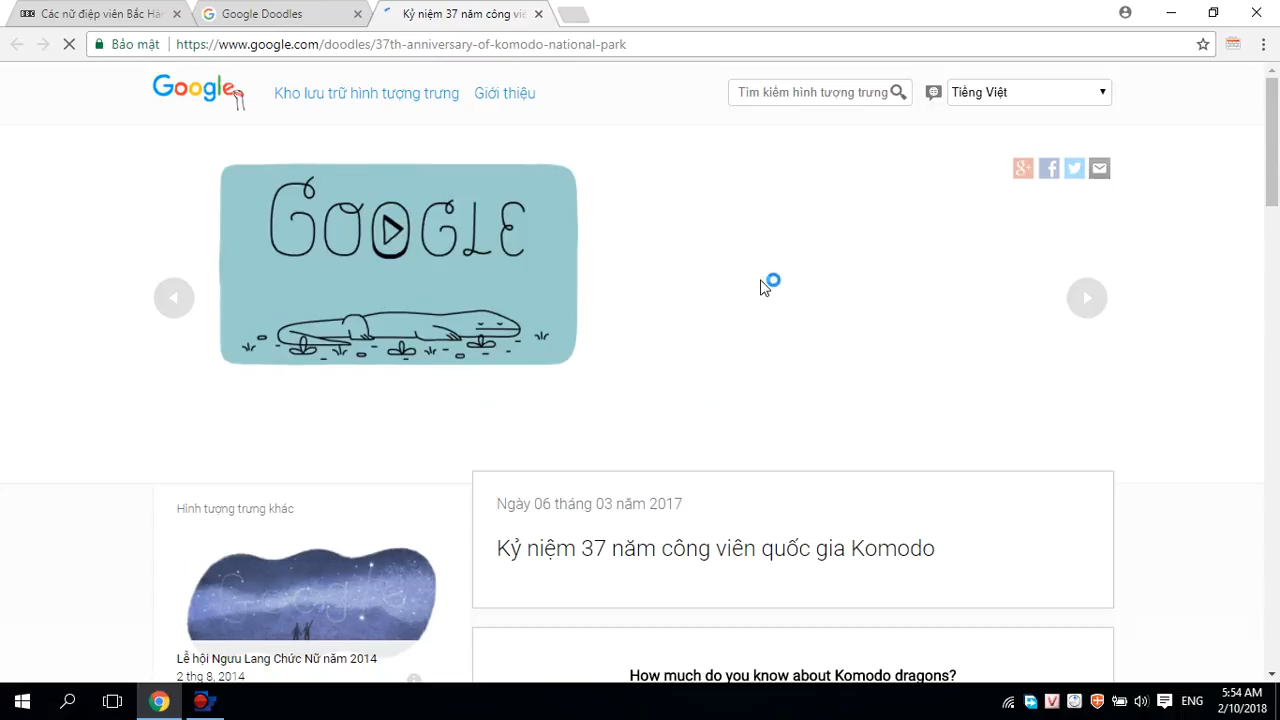 Các nữ điệp viên Bắc Hàn
Google Doodles
Kỷ niệm 37 năm công viê
Bảo mật
https://www.google.com/doodles/37th-anniversary-of-komodo-national-park
Google
Kho lưu trữ hình tượng trưng
Giới thiệu
Tìm kiếm hình tượng trưng
Tiếng Việt
GOOGLE
Ngày 06 tháng 03 năm 2017
Kỷ niệm 37 năm công viên quốc gia Komodo
Hình tượng trưng khác
Google
Lễ hội Ngưu Lang Chức Nữ năm 2014
2 thg 8, 2014
How much do you know about Komodo dragons?
ENG
5:54 AM
2/10/2018